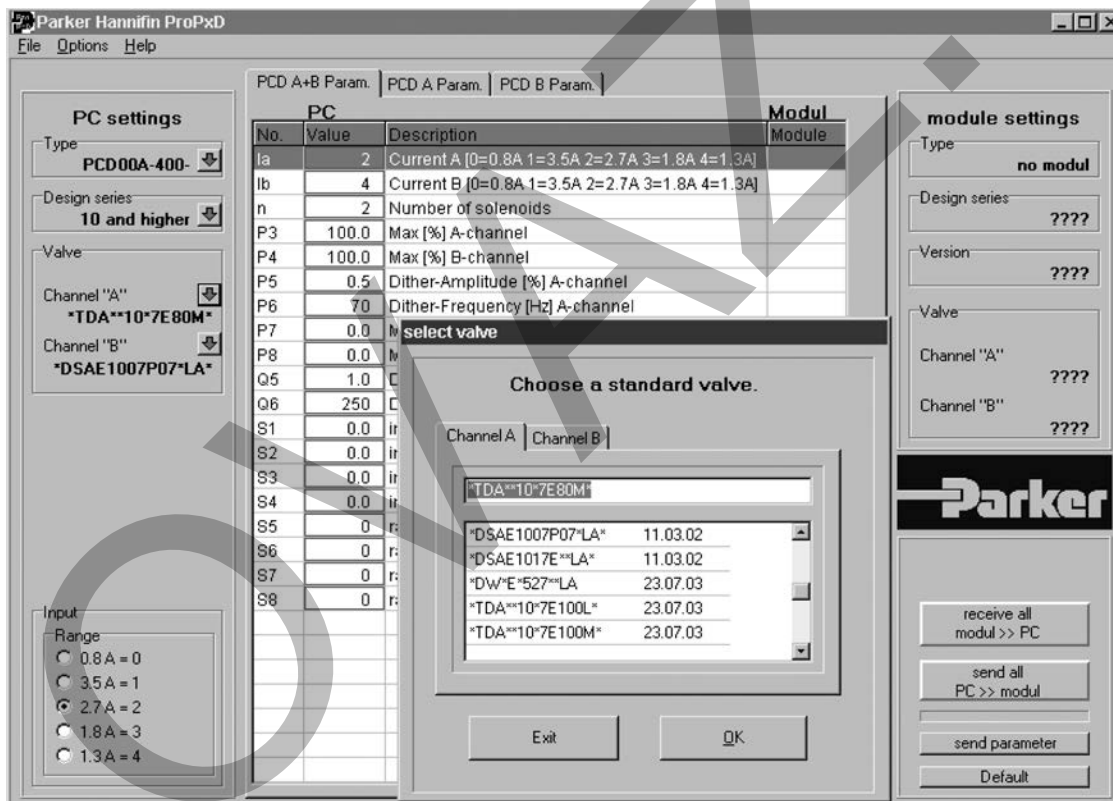 Parker Hannifin ProPxD
File Options Help
PCD A+B Param. PCD A Param. PCD B Param.
PC settings
Type
PCD00A-400-
Design series
10 and higher
Valve
Channel "A"
*TDA**10*7E80M*
Channel "B"
*DSAE1007P07*LA*
Input
Range
0.8 A = 0
3.5 A = 1
2.7 A = 2
1.8 A = 3
1.3 A = 4
PC Modul
No. Value Description Module
Ia 2 Current A [0=0.8A 1=3.5A 2=2.7A 3=1.8A 4=1.3A]
Ib 4 Current B [0=0.8A 1=3.5A 2=2.7A 3=1.8A 4=1.3A]
n 2 Number of solenoids
P3 100.0 Max [%] A-channel
P4 100.0 Max [%] B-channel
P5 0.5 Dither-Amplitude [%] A-channel
P6 70 Dither-Frequency [Hz] A-channel
P7 0.0 M
P8 0.0 M
Q5 1.0 D
Q6 250 D
S1 0.0 ir
S2 0.0 ir
S3 0.0 ir
S4 0.0 ir
S5 0 ra
S6 0 ra
S7 0 ra
S8 0 ra
select valve
Choose a standard valve.
Channel A Channel B
*TDA**10*7E80M*
*DSAE1007P07*LA* 11.03.02
*DSAE1017E**LA* 11.03.02
*DW*E*527**LA 23.07.03
*TDA**10*7E100L* 23.07.03
*TDA**10*7E100M* 23.07.03
Exit OK
module settings
Type
no modul
Design series
????
Version
????
Valve
Channel "A"
????
Channel "B"
????
Parker
receive all
modul >> PC
send all
PC >> modul
send parameter
Default
OVAZ.